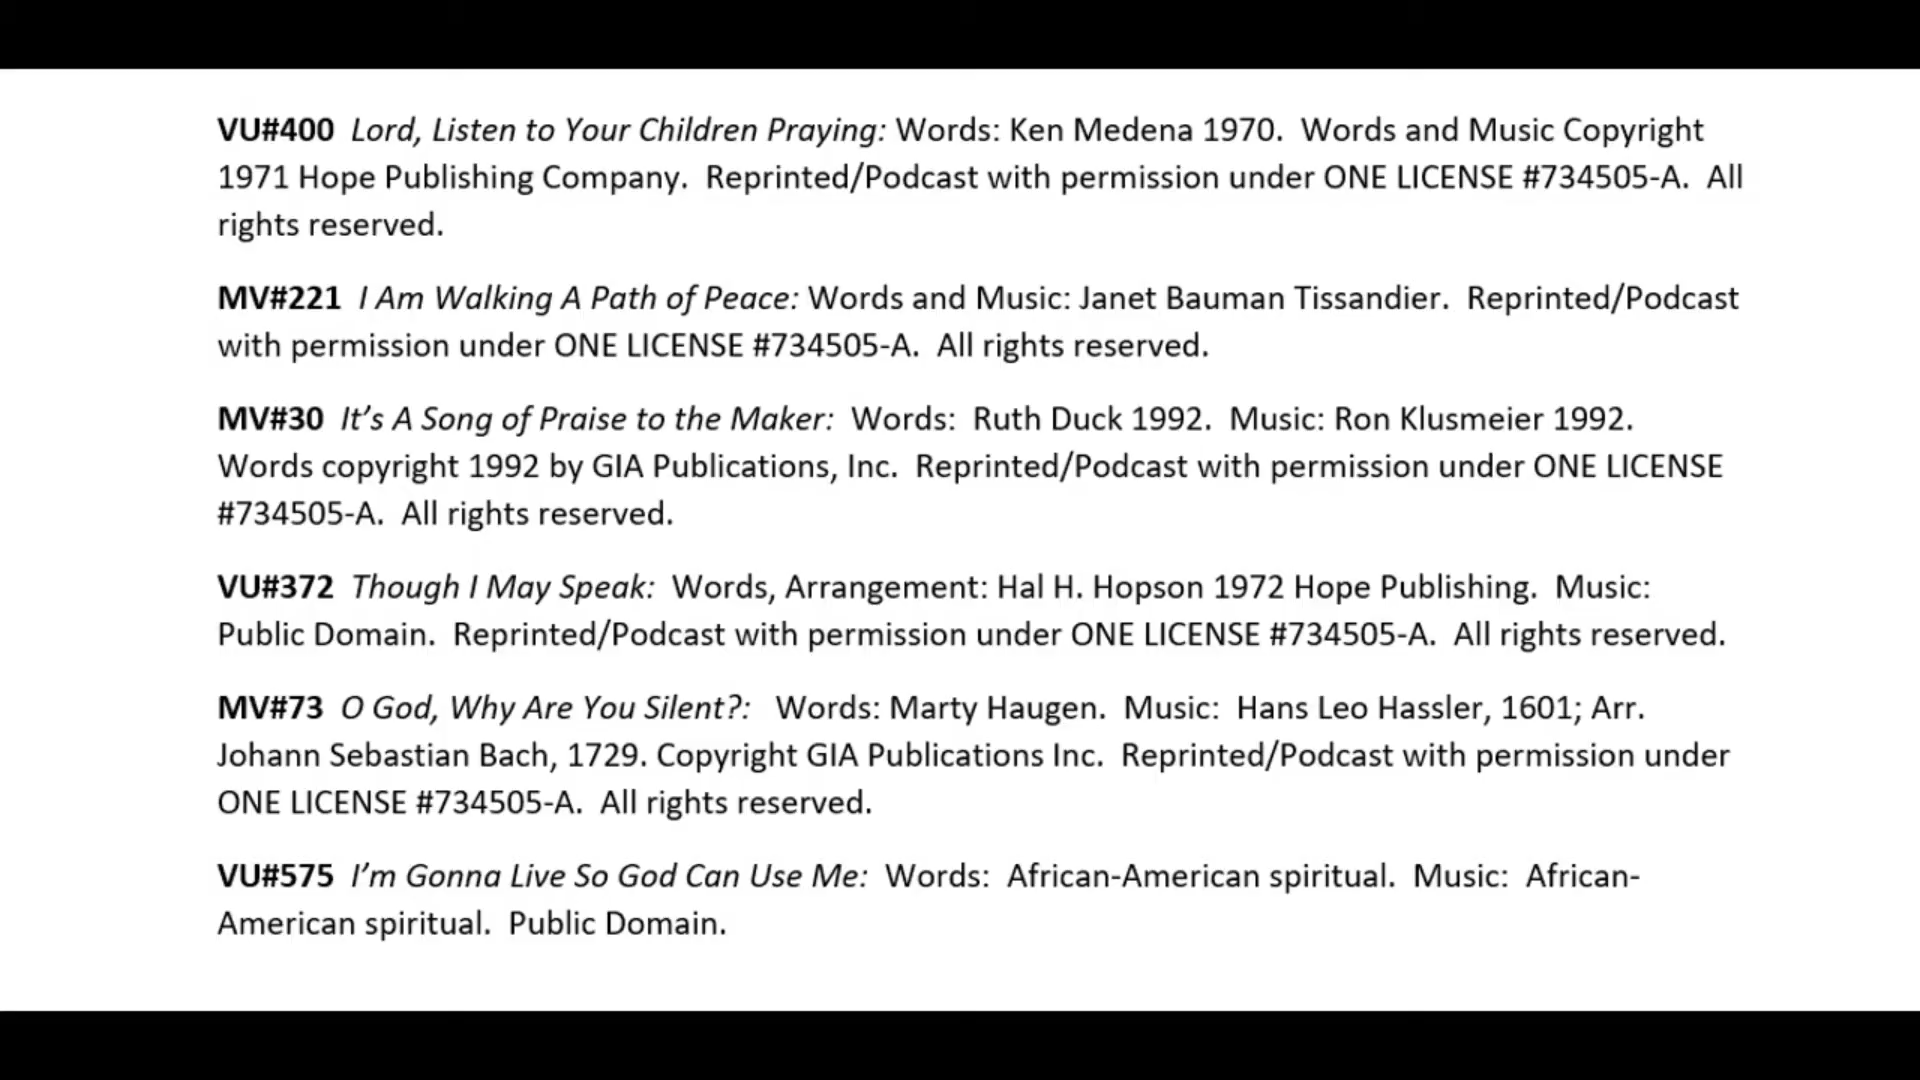 VU#400  Lord, Listen to Your Children Praying: Words: Ken Medena 1970.  Words and Music Copyright
1971 Hope Publishing Company.  Reprinted/Podcast with permission under ONE LICENSE #734505-A.  All
rights reserved.
MV#221  I Am Walking A Path of Peace: Words and Music: Janet Bauman Tissandier.  Reprinted/Podcast
with permission under ONE LICENSE #734505-A.  All rights reserved.
MV#30  It’s A Song of Praise to the Maker:  Words:  Ruth Duck 1992.  Music: Ron Klusmeier 1992.
Words copyright 1992 by GIA Publications, Inc.  Reprinted/Podcast with permission under ONE LICENSE
#734505-A.  All rights reserved.
VU#372  Though I May Speak:  Words, Arrangement: Hal H. Hopson 1972 Hope Publishing.  Music:
Public Domain.  Reprinted/Podcast with permission under ONE LICENSE #734505-A.  All rights reserved.
MV#73  O God, Why Are You Silent?:   Words: Marty Haugen.  Music:  Hans Leo Hassler, 1601; Arr.
Johann Sebastian Bach, 1729. Copyright GIA Publications Inc.  Reprinted/Podcast with permission under
ONE LICENSE #734505-A.  All rights reserved.
VU#575  I’m Gonna Live So God Can Use Me:  Words:  African-American spiritual.  Music:  African-
American spiritual.  Public Domain.